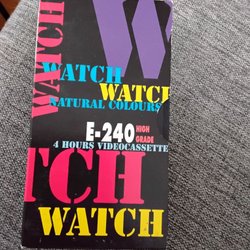 WATCH
W
WATCH
WATCH
NATURAL COLOURS
E-240 HIGH
GRADE
4 HOURS VIDEOCASSETTE
TCH
WATCH